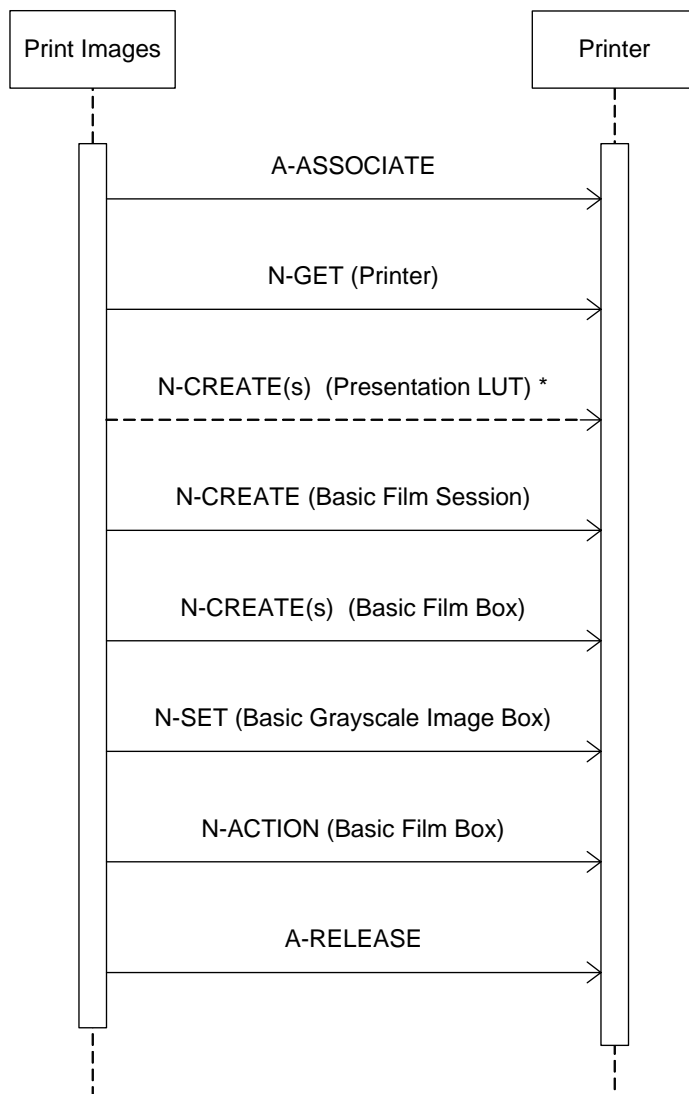 Print Images
Printer
A-ASSOCIATE
N-GET (Printer)
N-CREATE(s)  (Presentation LUT) *
N-CREATE (Basic Film Session)
N-CREATE(s)  (Basic Film Box)
N-SET (Basic Grayscale Image Box)
N-ACTION (Basic Film Box)
A-RELEASE